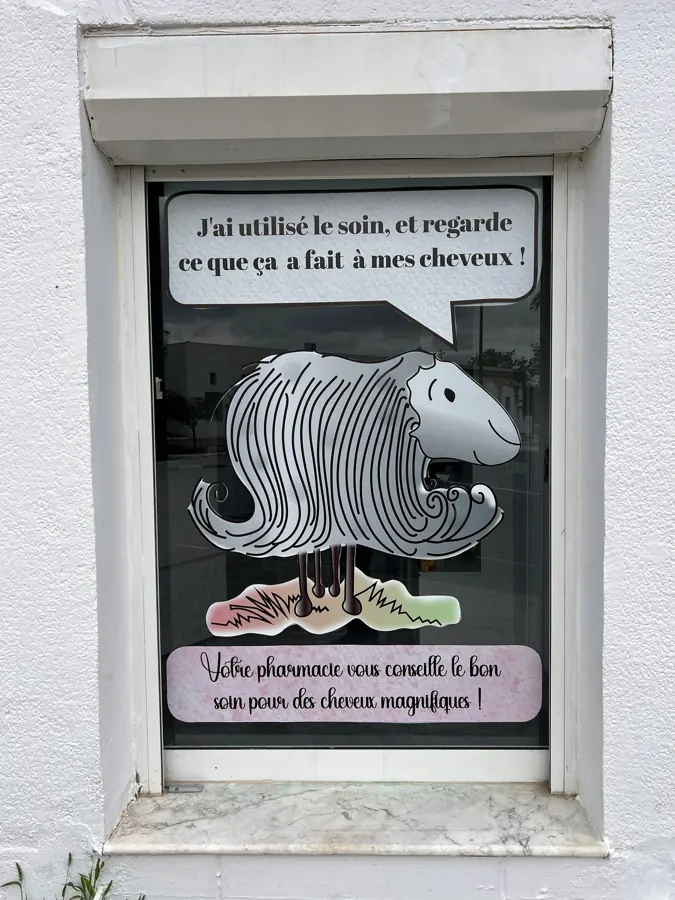 J'ai utilisé le soin, et regarde
ce que ça a fait à mes cheveux !
Votre pharmacie vous conseille le bon
soin pour des cheveux magnifiques !